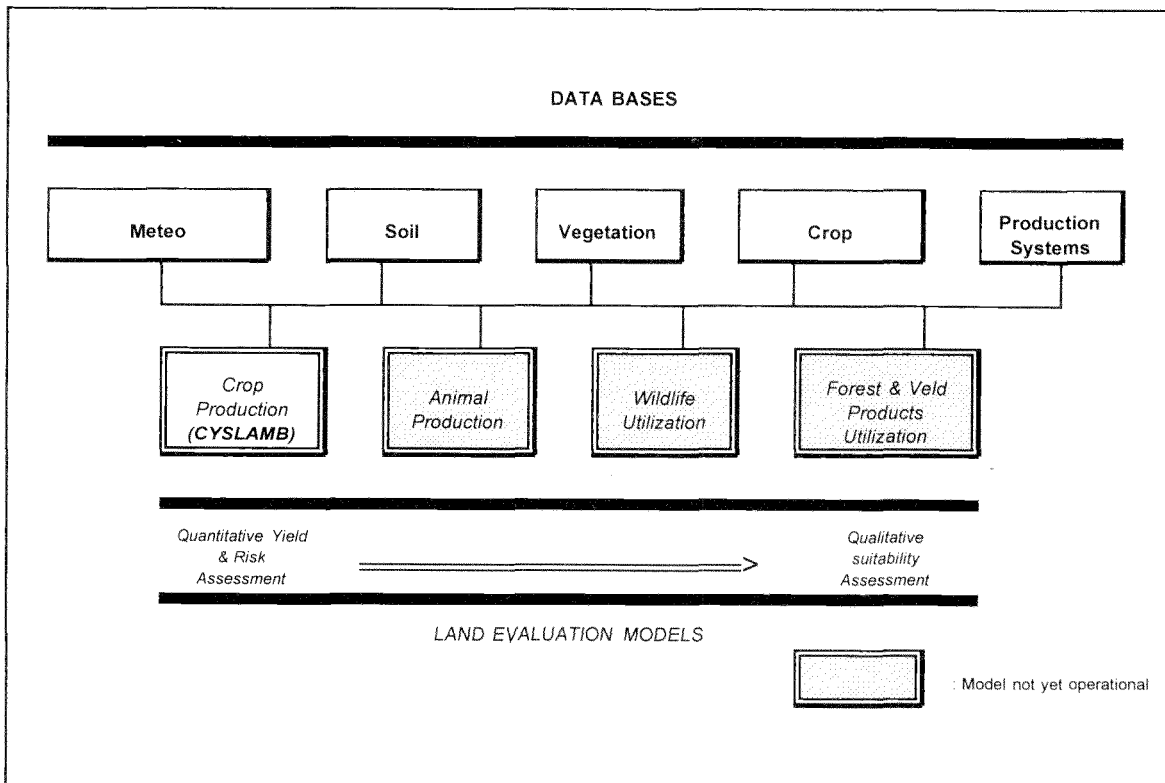 DATA BASES
Meteo
Soil
Vegetation
Crop
Production
Systems
Crop
Production
(CYSLAMB)
Animal
Production
Wildlife
Utilization
Forest & Veld
Products
Utilization
Quantitative Yield
& Risk
Assessment
Qualitative
suitability
Assessment
LAND EVALUATION MODELS
: Model not yet operational